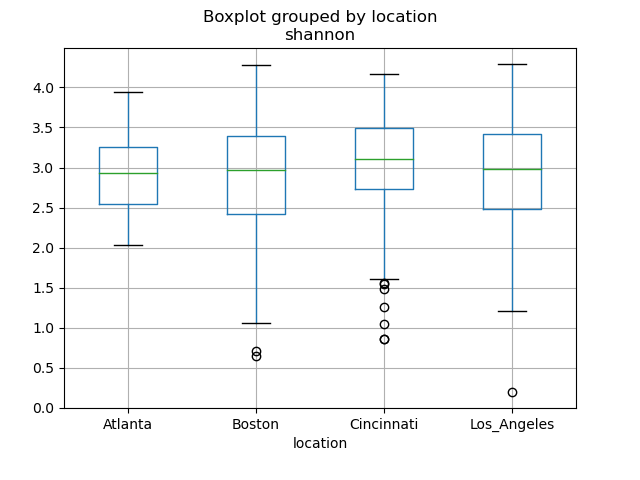 Boxplot grouped by location
shannon
4.0
3.5
3.0
2.5
2.0
1.5
1.0
0.5
0.0
Atlanta
Boston
Cincinnati
Los_Angeles
location